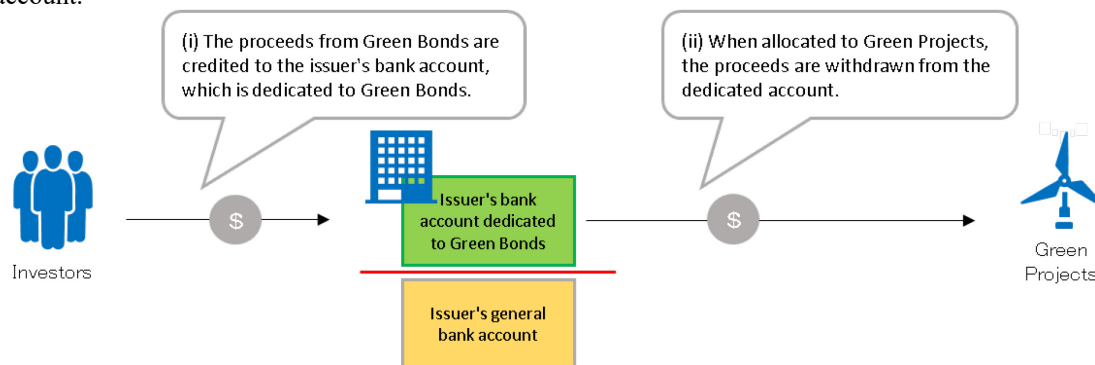 account.
(i) The proceeds from Green Bonds are
credited to the issuer's bank account,
which is dedicated to Green Bonds.
(ii) When allocated to Green Projects,
the proceeds are withdrawn from the
dedicated account.
$
$
Issuer's bank
account dedicated
to Green Bonds
Investors
Green
Projects
Issuer's general
bank account